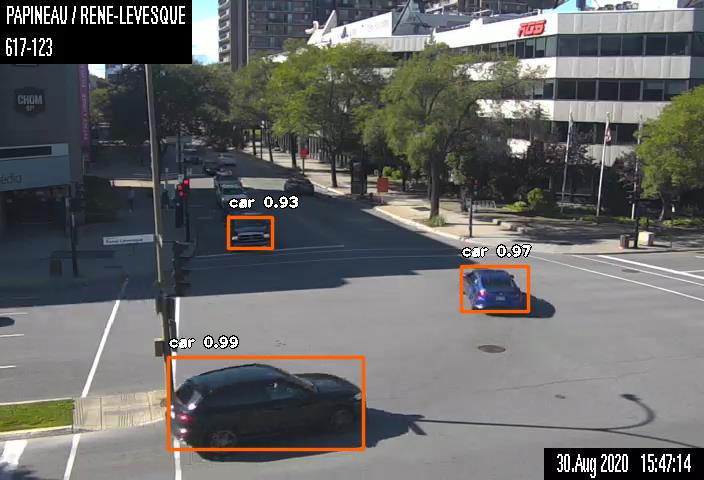 PAPINEAU / RENE-LEVESQUE
617-123
CHOM
car 0.93
car 0.97
car 0.99
30.Aug 2020 15:47:14